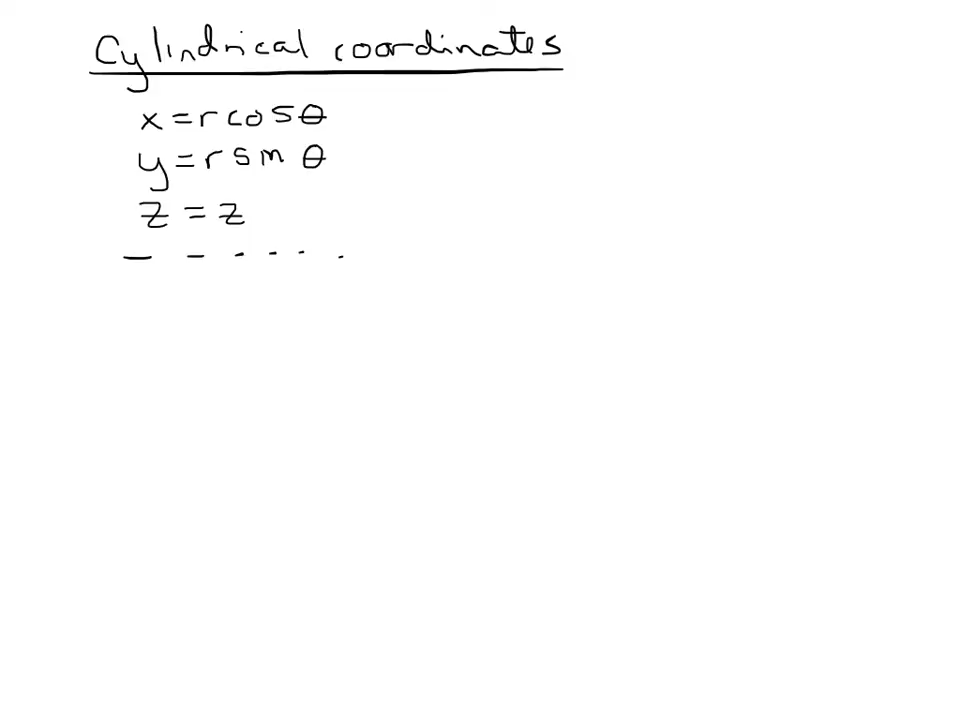 Cylindrical coordinates
x = r cos θ
y = r sin θ
z = z